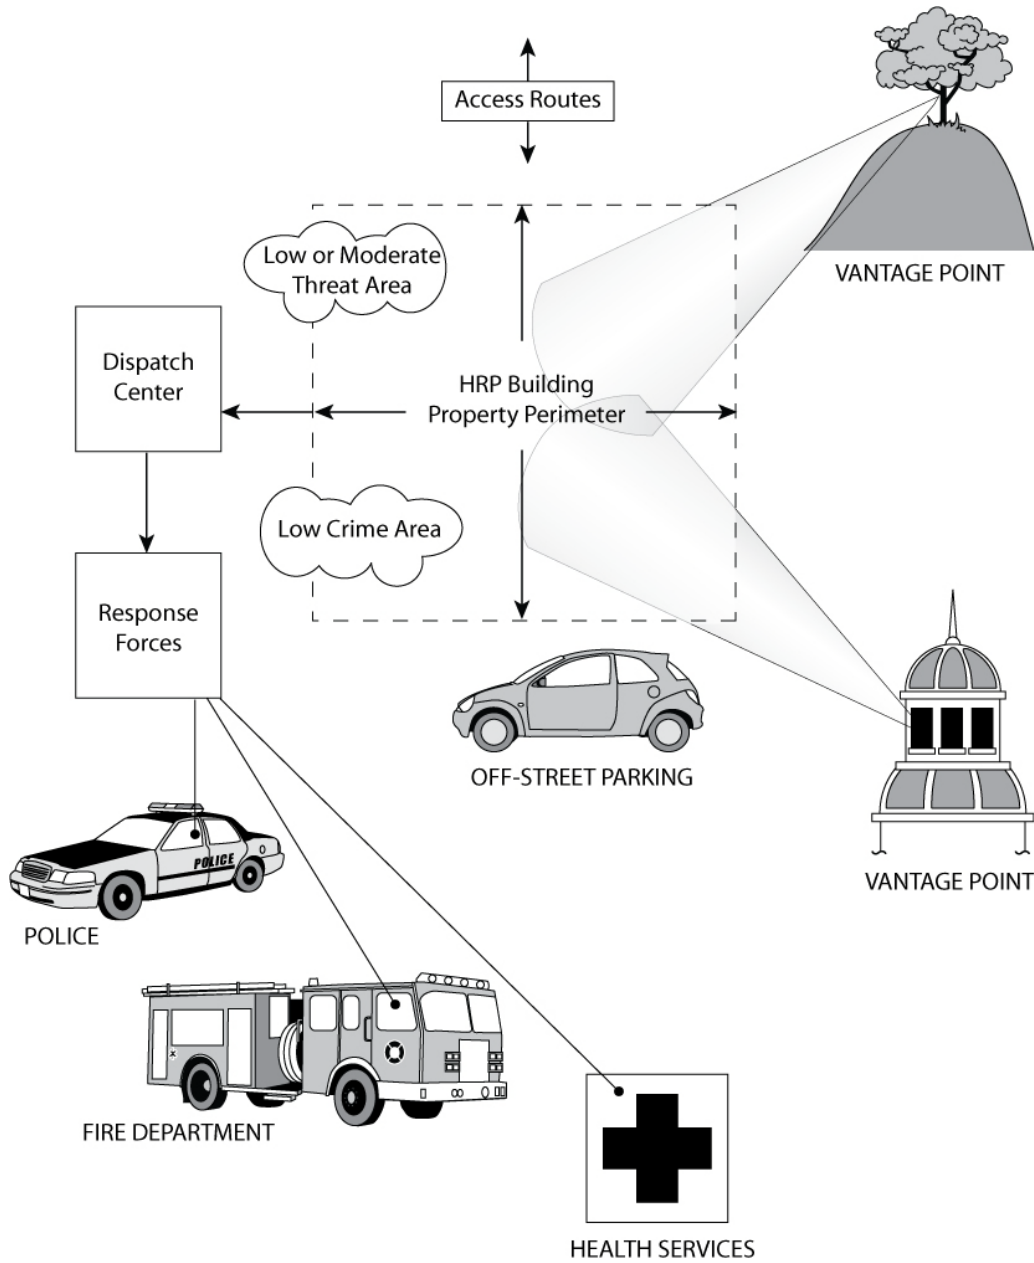 Access Routes
VANTAGE POINT
Low or Moderate
Threat Area
Dispatch
Center
HRP Building
Property Perimeter
Low Crime Area
Response
Forces
OFF-STREET PARKING
POLICE
VANTAGE POINT
POLICE
FIRE DEPARTMENT
HEALTH SERVICES